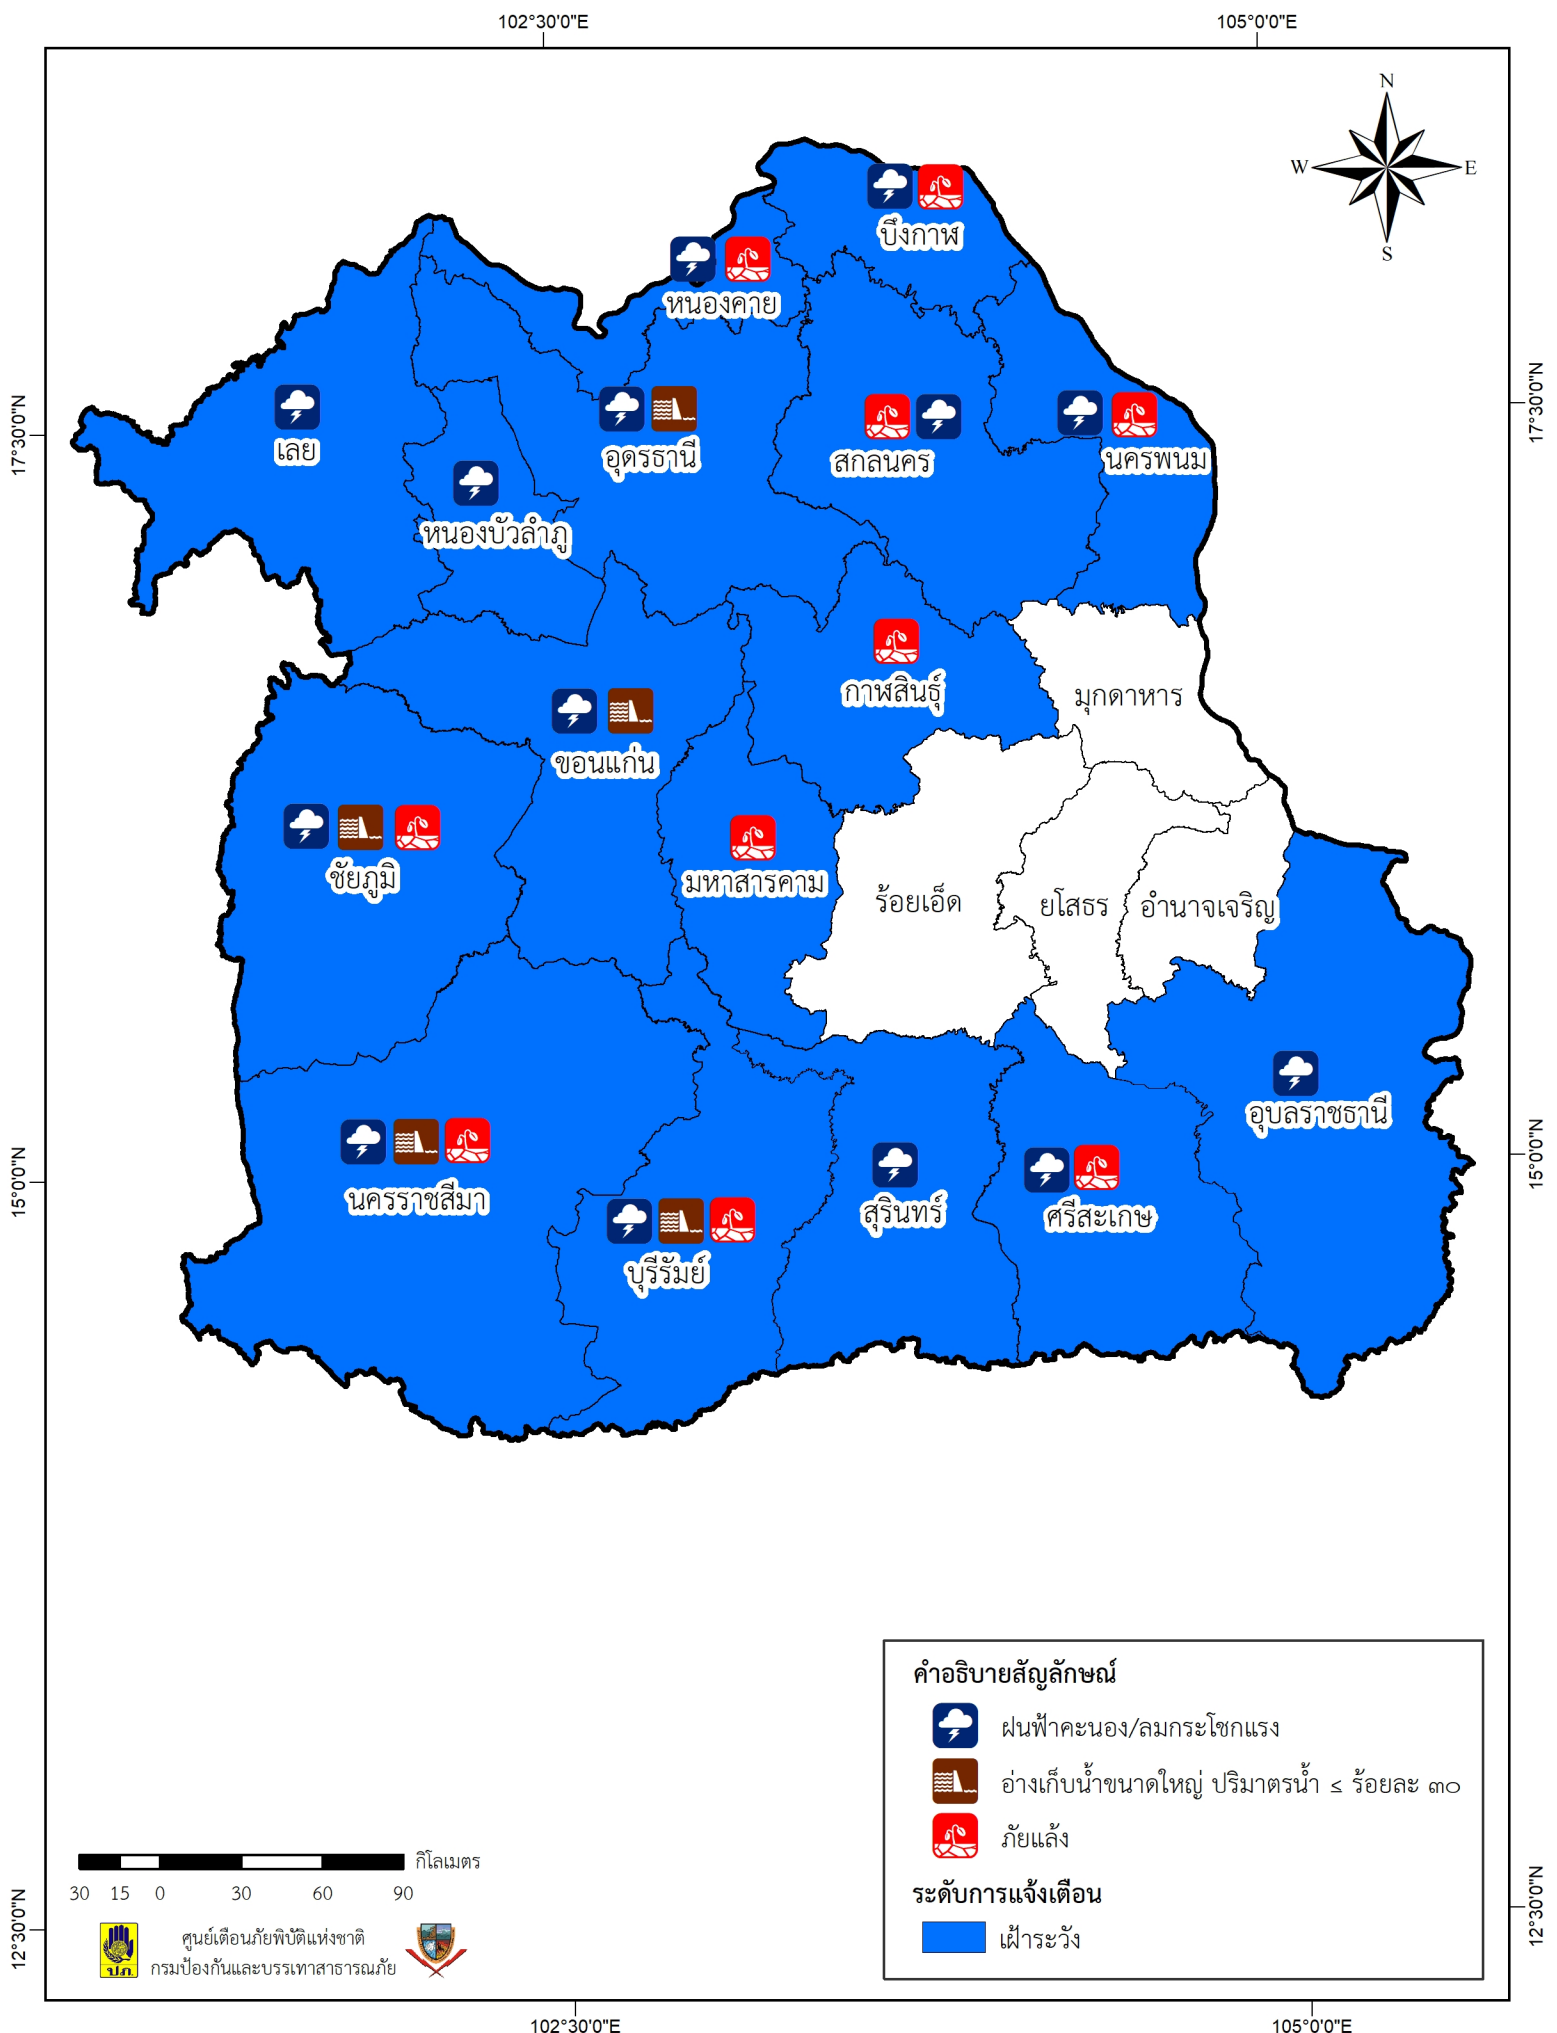 102°30'0"E
105°0'0"E
N
W
E
S
บึงกาฬ
หนองคาย
17°30'0"N
17°30'0"N
เลย
อุดรธานี
สกลนคร
นครพนม
หนองบัวลำภู
กาฬสินธุ์
มุกดาหาร
ขอนแก่น
ชัยภูมิ
มหาสารคาม
ร้อยเอ็ด
ยโสธร
อำนาจเจริญ
อุบลราชธานี
15°0'0"N
15°0'0"N
นครราชสีมา
สุรินทร์
ศรีสะเกษ
บุรีรัมย์
คำอธิบายสัญลักษณ์
ฝนฟ้าคะนอง/ลมกระโชกแรง
อ่างเก็บน้ำขนาดใหญ่ ปริมาตรน้ำ ≤ ร้อยละ ๓๐
ภัยแล้ง
ระดับการแจ้งเตือน
เฝ้าระวัง
กิโลเมตร
30 15 0 30 60 90
ปภ.
ศูนย์เตือนภัยพิบัติแห่งชาติ
กรมป้องกันและบรรเทาสาธารณภัย
12°30'0"N
12°30'0"N
102°30'0"E
105°0'0"E